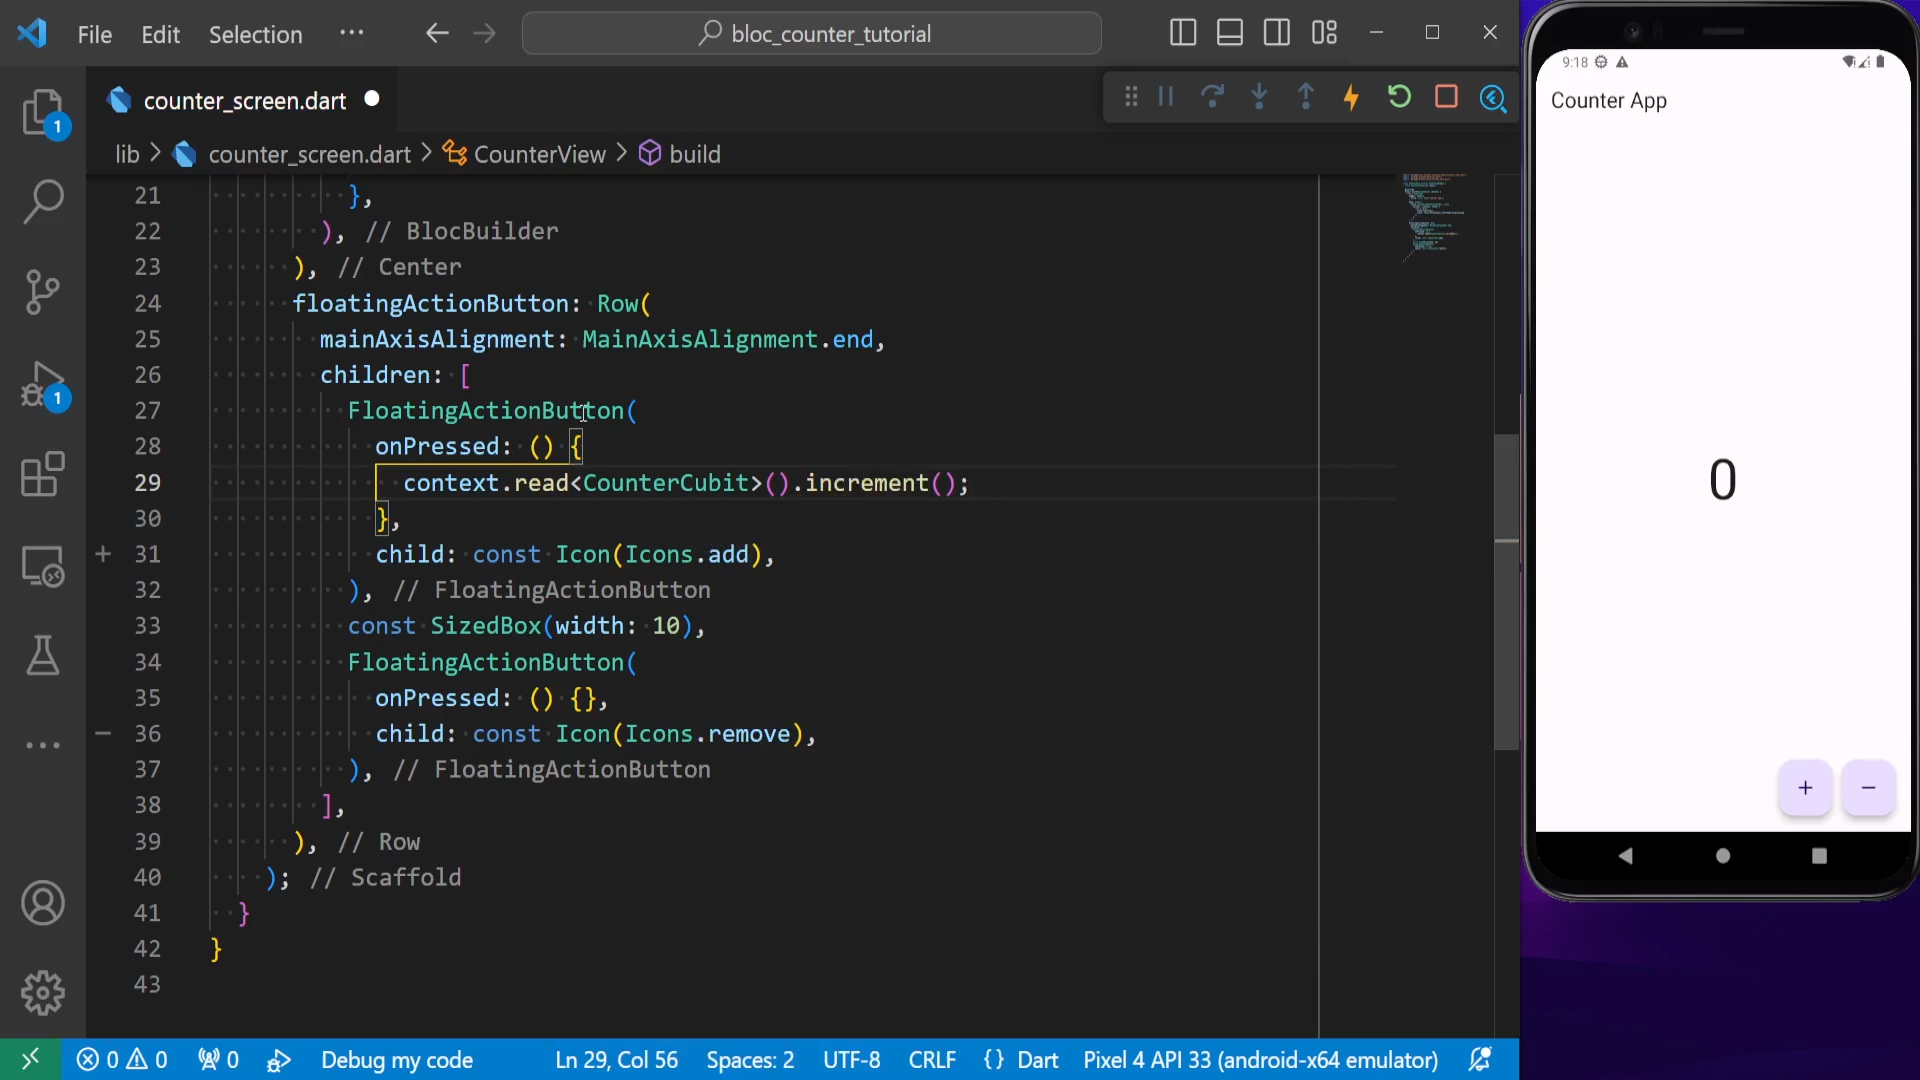 File Edit Selection ···
bloc_counter_tutorial
counter_screen.dart
lib > counter_screen.dart > CounterView > build
1
1
21 },
22 ), // BlocBuilder
23 ), // Center
24 floatingActionButton: Row(
25 mainAxisAlignment: MainAxisAlignment.end,
26 children: [
27 FloatingActionButton(
28 onPressed: () {
29 context.read<CounterCubit>().increment();
30 },
31 child: const Icon(Icons.add),
32 ), // FloatingActionButton
33 const SizedBox(width: 10),
34 FloatingActionButton(
35 onPressed: () {},
36 child: const Icon(Icons.remove),
37 ), // FloatingActionButton
38 ],
39 ), // Row
40 ); // Scaffold
41 }
42 }
43
0 0 0 Debug my code Ln 29, Col 56 Spaces: 2 UTF-8 CRLF {} Dart Pixel 4 API 33 (android-x64 emulator)
9:18
Counter App
0
+ −